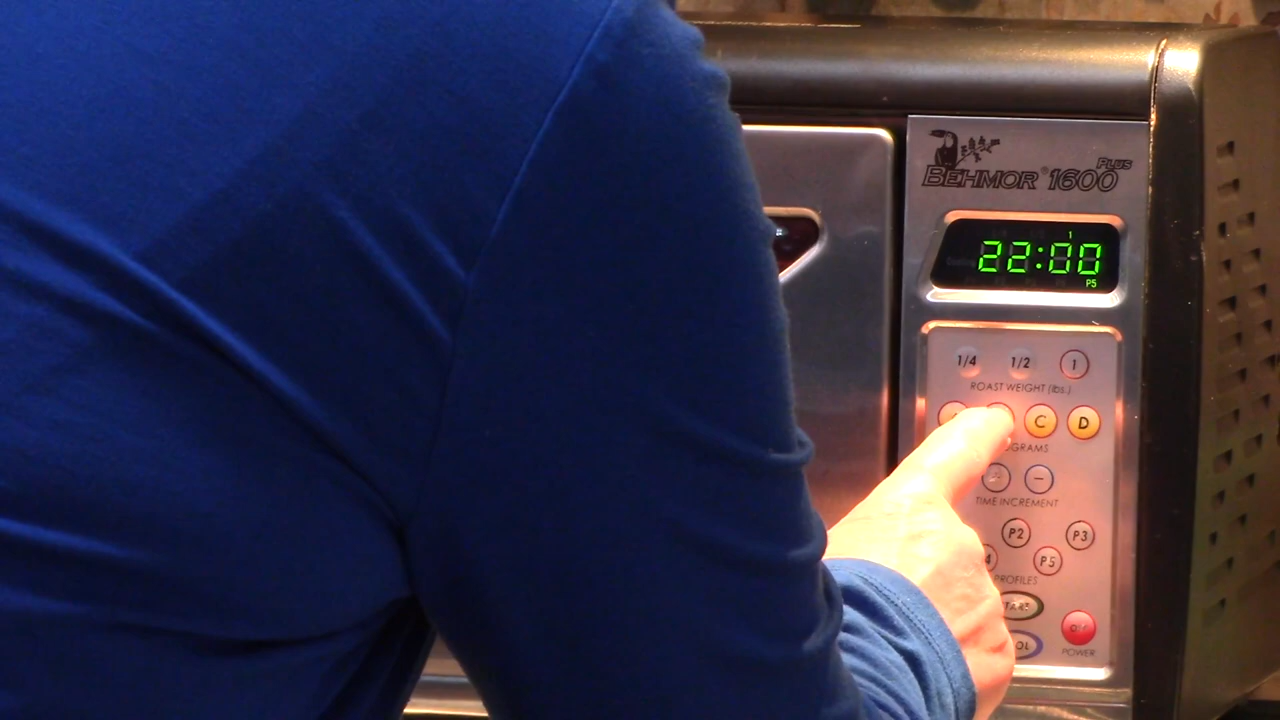 PLUS
BEHMOR® 1600
1
22:00
P5
1/4 1/2 1
ROAST WEIGHT (lbs.)
C D
−
TIME INCREMENT
P2 P3
P5
PROFILES
OFF
POWER